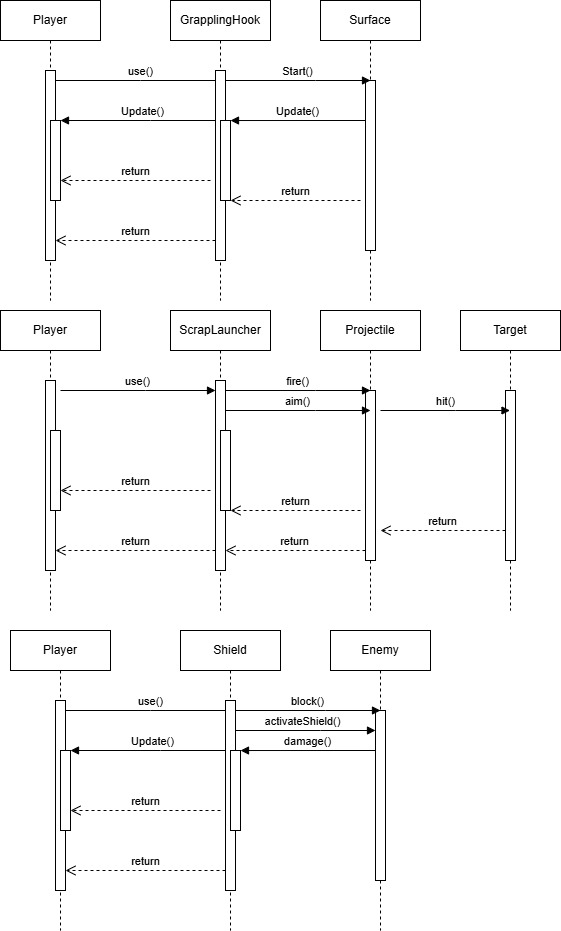 Player GrapplingHook Surface
use() Start()
Update() Update()
return
return
return
Player ScrapLauncher Projectile Target
use() fire()
aim() hit()
return
return
return
return return
Player Shield Enemy
use() block()
activateShield()
Update() damage()
return
return